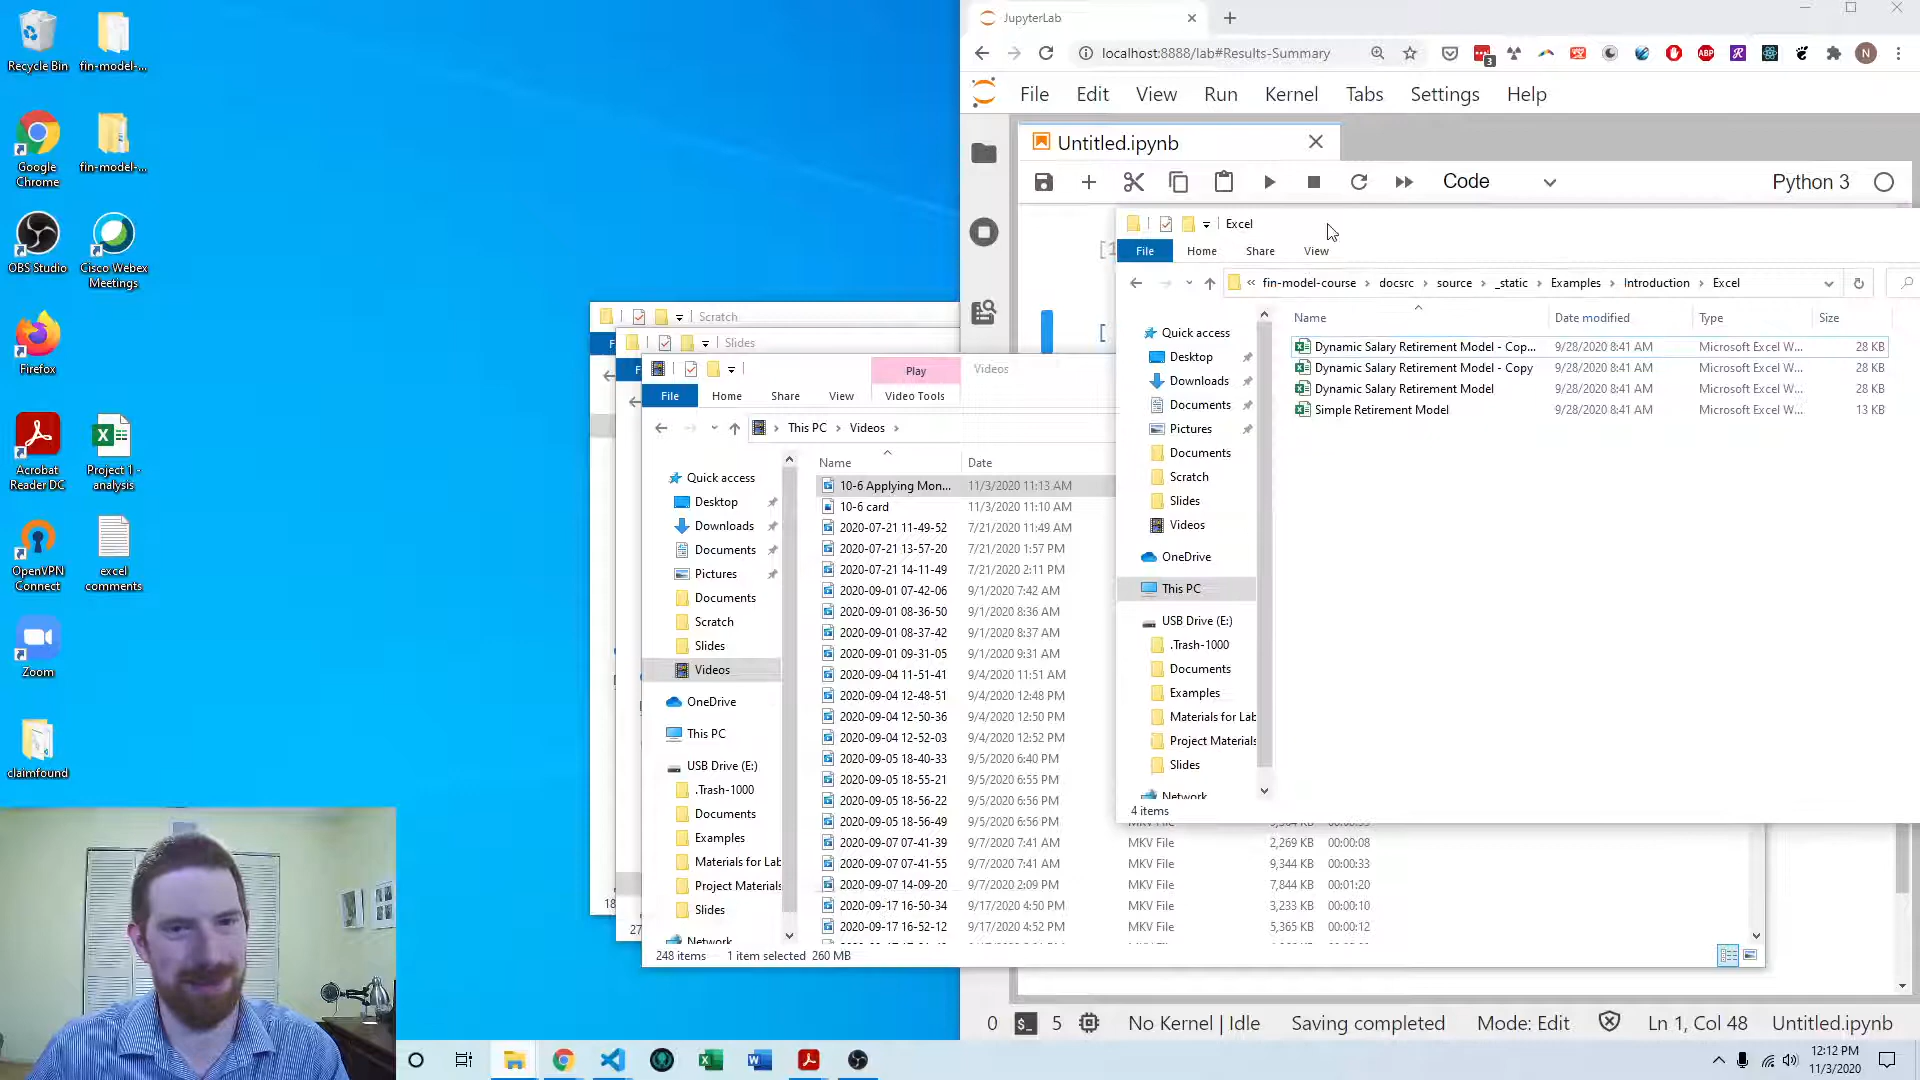 Recycle Bin
fin-model-...
Google Chrome
fin-model-...
OBS Studio
Cisco Webex Meetings
Firefox
Acrobat Reader DC
Project 1 - analysis
OpenVPN Connect
excel comments
Zoom
claimfound
JupyterLab
localhost:8888/lab#Results-Summary
3
ABP
N
File Edit View Run Kernel Tabs Settings Help
Untitled.ipynb
Code
Python 3
Excel
File Home Share View
« fin-model-course › docsrc › source › _static › Examples › Introduction › Excel
Name Date modified Type Size
Dynamic Salary Retirement Model - Cop... 9/28/2020 8:41 AM Microsoft Excel W... 28 KB
Dynamic Salary Retirement Model - Copy 9/28/2020 8:41 AM Microsoft Excel W... 28 KB
Dynamic Salary Retirement Model 9/28/2020 8:41 AM Microsoft Excel W... 28 KB
Simple Retirement Model 9/28/2020 8:41 AM Microsoft Excel W... 13 KB
Quick access
Desktop
Downloads
Documents
Pictures
Documents
Scratch
Slides
Videos
OneDrive
This PC
USB Drive (E:)
.Trash-1000
Documents
Examples
Materials for Lab
Project Materials
Slides
Network
4 items
Scratch
Slides
Play
Videos
File Home Share View Video Tools
This PC › Videos ›
Name Date
10-6 Applying Mon... 11/3/2020 11:13 AM
10-6 card 11/3/2020 11:10 AM
2020-07-21 11-49-52 7/21/2020 11:49 AM
2020-07-21 13-57-20 7/21/2020 1:57 PM
2020-07-21 14-11-49 7/21/2020 2:11 PM
2020-09-01 07-42-06 9/1/2020 7:42 AM
2020-09-01 08-36-50 9/1/2020 8:36 AM
2020-09-01 08-37-42 9/1/2020 8:37 AM
2020-09-01 09-31-05 9/1/2020 9:31 AM
2020-09-04 11-51-41 9/4/2020 11:51 AM
2020-09-04 12-48-51 9/4/2020 12:48 PM
2020-09-04 12-50-36 9/4/2020 12:50 PM
2020-09-04 12-52-03 9/4/2020 12:52 PM
2020-09-05 18-40-33 9/5/2020 6:40 PM
2020-09-05 18-55-21 9/5/2020 6:55 PM
2020-09-05 18-56-22 9/5/2020 6:56 PM
2020-09-05 18-56-49 9/5/2020 6:56 PM
2020-09-07 07-41-39 9/7/2020 7:41 AM MKV File 2,269 KB 00:00:08
2020-09-07 07-41-55 9/7/2020 7:41 AM MKV File 9,344 KB 00:00:33
2020-09-07 14-09-20 9/7/2020 2:09 PM MKV File 7,844 KB 00:01:20
2020-09-17 16-50-34 9/17/2020 4:50 PM MKV File 3,233 KB 00:00:10
2020-09-17 16-52-12 9/17/2020 4:52 PM MKV File 5,365 KB 00:00:12
Quick access
Desktop
Downloads
Documents
Pictures
Documents
Scratch
Slides
Videos
OneDrive
This PC
USB Drive (E:)
.Trash-1000
Documents
Examples
Materials for Lab
Project Materials
Slides
Network
248 items 1 item selected 260 MB
0 $_ 5 No Kernel | Idle Saving completed Mode: Edit Ln 1, Col 48 Untitled.ipynb
12:12 PM
11/3/2020